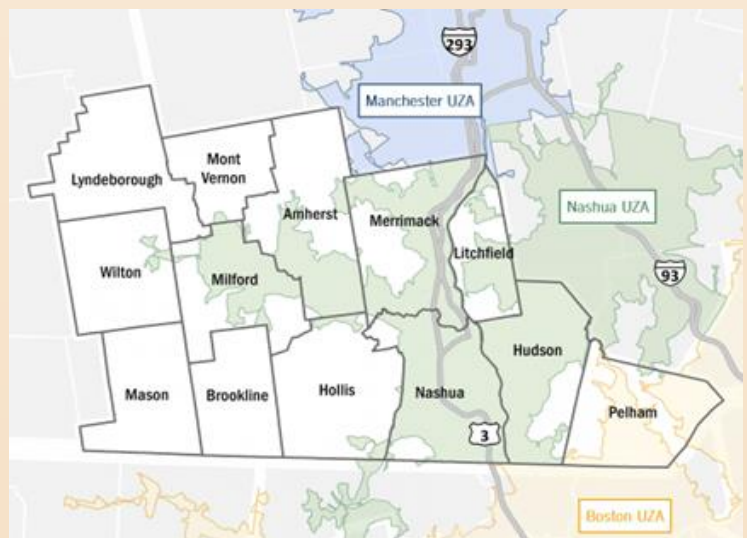 293
Manchester UZA
Mont
Vernon
Lyndeborough
Nashua UZA
Amherst
Merrimack
Litchfield
Wilton
Milford
93
Hudson
Mason
Brookline
Hollis
Nashua
Pelham
3
Boston UZA